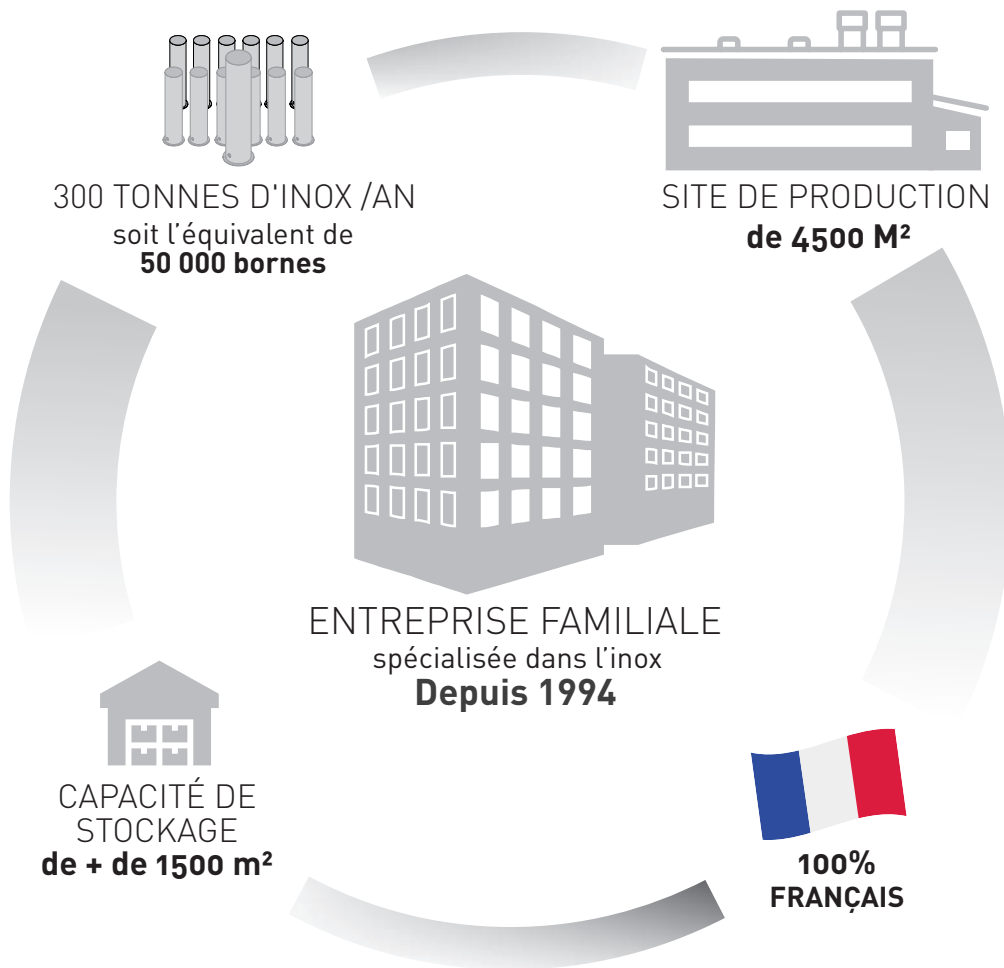 300 TONNES D'INOX /AN
soit l’équivalent de
50 000 bornes
SITE DE PRODUCTION
de 4500 M²
ENTREPRISE FAMILIALE
spécialisée dans l’inox
Depuis 1994
CAPACITÉ DE
STOCKAGE
de + de 1500 m²
100%
FRANÇAIS